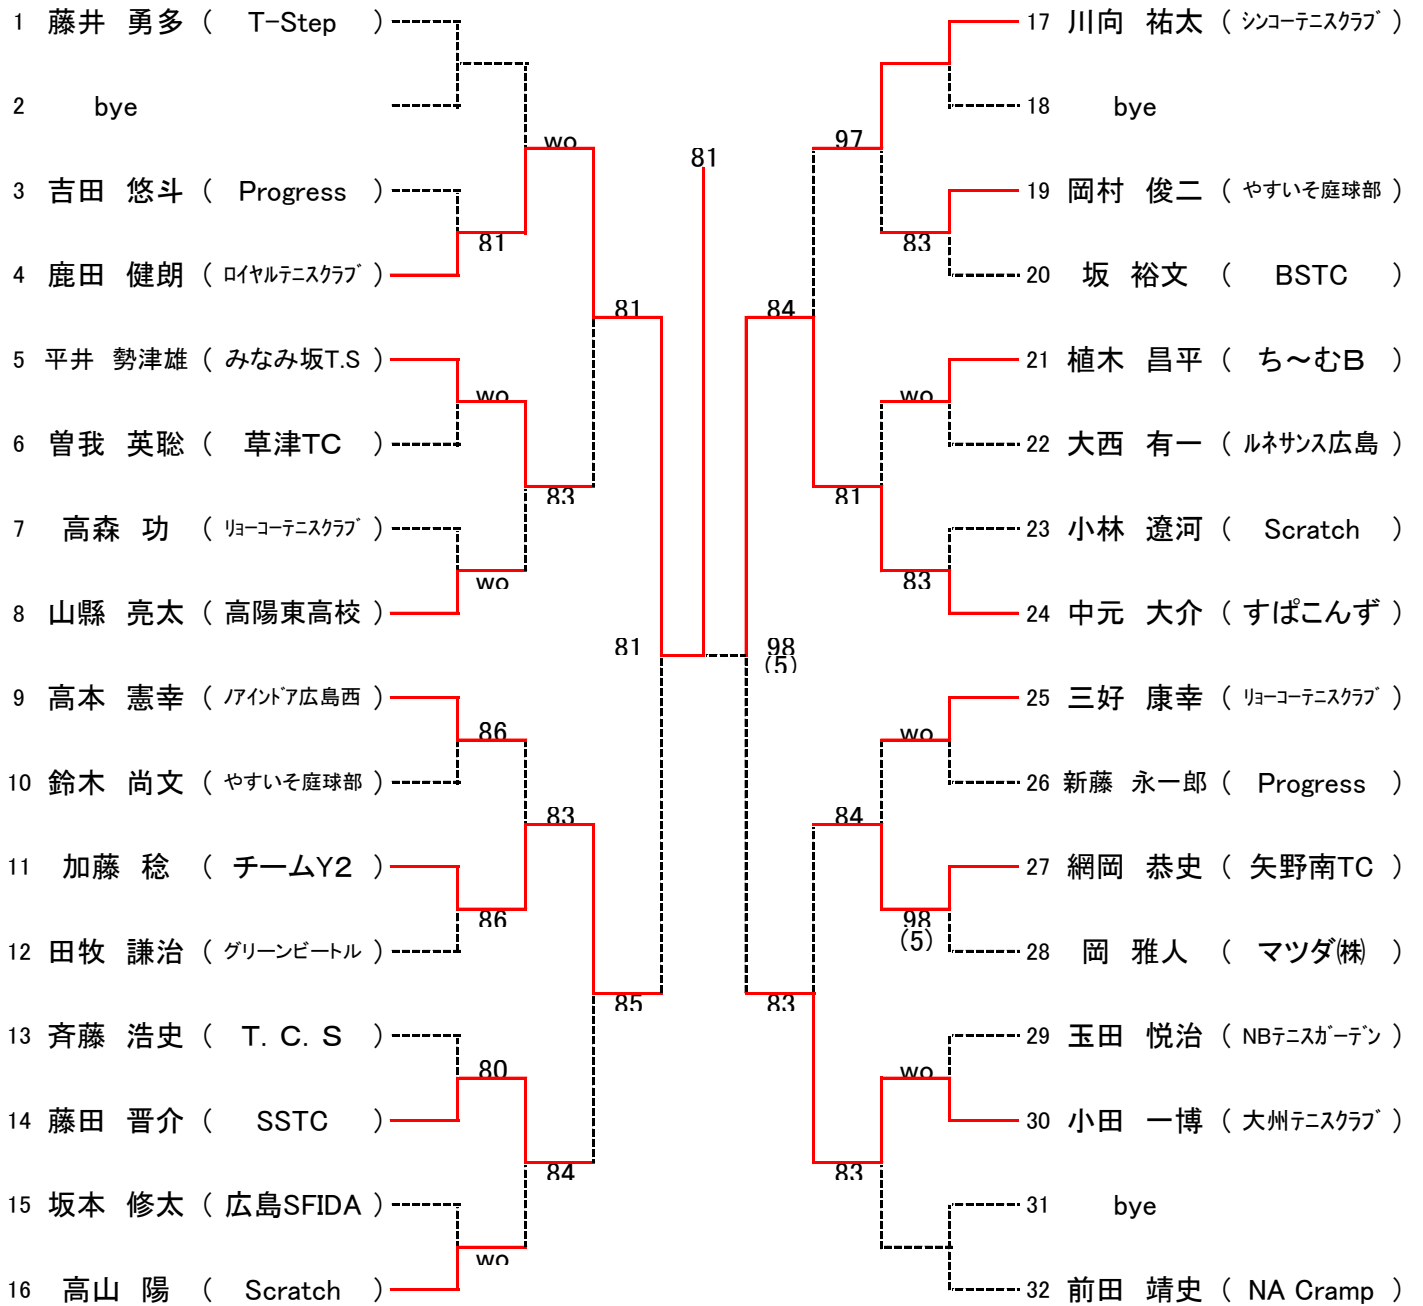 1 藤井 勇多 ( T-Step )
2 bye
3 吉田 悠斗 ( Progress )
4 鹿田 健朗 ( ロイヤルテニスクラブ )
5 平井 勢津雄 ( みなみ坂T.S )
6 曽我 英聡 ( 草津TC )
7 高森 功 ( リョーコーテニスクラブ )
8 山縣 亮太 ( 高陽東高校 )
9 高本 憲幸 ( ノアインドア広島西 )
10 鈴木 尚文 ( やすいそ庭球部 )
11 加藤 稔 ( チームY2 )
12 田牧 謙治 ( グリーンビートル )
13 斉藤 浩史 ( T. C. S )
14 藤田 晋介 ( SSTC )
15 坂本 修太 ( 広島SFIDA )
16 高山 陽 ( Scratch )
81
wo
wo
86
86
80
wo
wo
83
83
84
81
85
81
81
98
(5)
84
83
97
81
84
83
83
wo
83
wo
98
(5)
wo
17 川向 祐太 ( シンコーテニスクラブ )
18 bye
19 岡村 俊二 ( やすいそ庭球部 )
20 坂 裕文 ( BSTC )
21 植木 昌平 ( ち～むB )
22 大西 有一 ( ルネサンス広島 )
23 小林 遼河 ( Scratch )
24 中元 大介 ( すぱこんず )
25 三好 康幸 ( リョーコーテニスクラブ )
26 新藤 永一郎 ( Progress )
27 網岡 恭史 ( 矢野南TC )
28 岡 雅人 ( マツダ㈱ )
29 玉田 悦治 ( NBテニスガーデン )
30 小田 一博 ( 大州テニスクラブ )
31 bye
32 前田 靖史 ( NA Cramp )